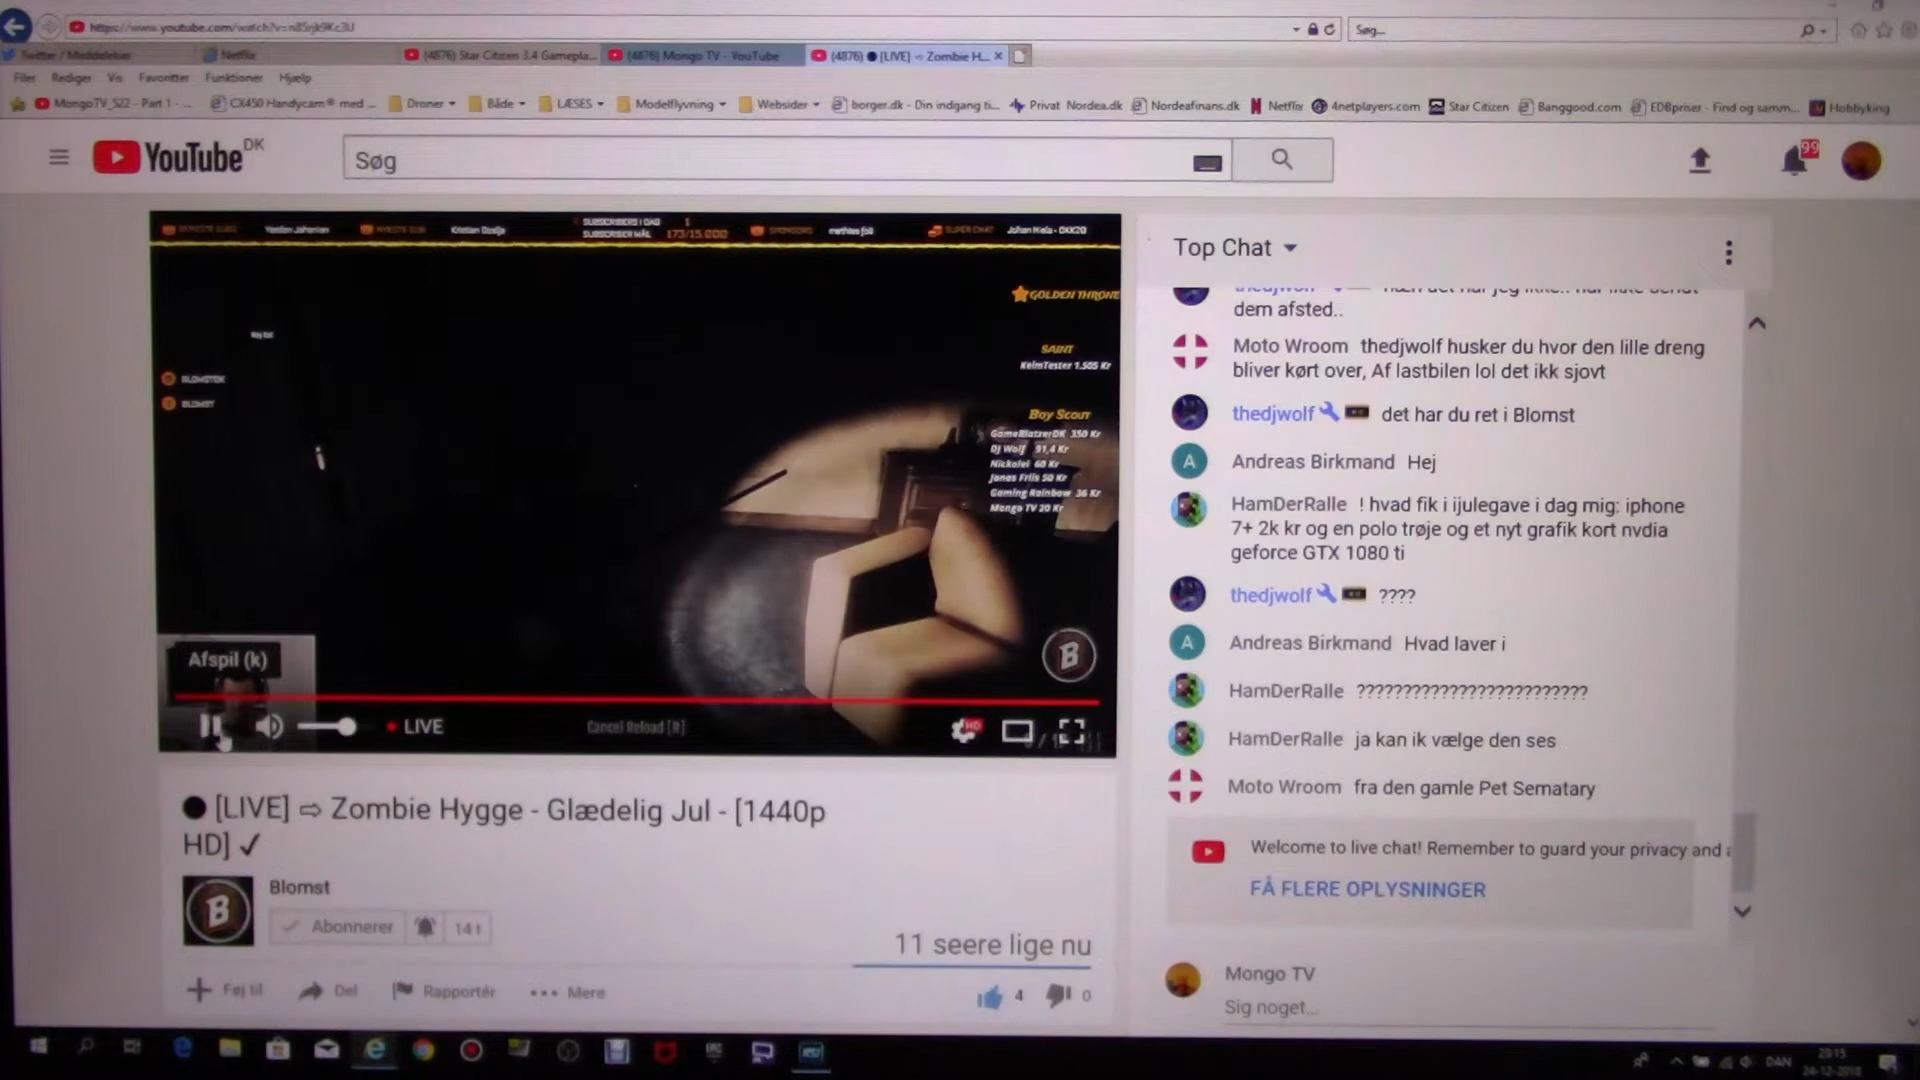 https://www.youtube.com/watch?v=n85rjk9Kc3U
Søg...
Twitter / Meddelelser
Netflix
(4876) Star Citizen 3.4 Gamepla...
(4876) Mongo TV - YouTube
(4876) ● [LIVE] ⇨ Zombie H...
Filer Rediger Vis Favoritter Funktioner Hjælp
MongoTV_522 - Part 1 - ...
CX450 Handycam® med ...
Droner
Både
LÆSES
Modelflyvning
Websider
borger.dk - Din indgang ti...
Privat Nordea.dk
Nordeafinans.dk
Netflix
4netplayers.com
Star Citizen
Banggood.com
EDBpriser - Find og samm...
Hobbyking
YouTube DK
Søg
99
SUBSCRIBERS I DAG 1
SUBSCRIBER MÅL 173/15.000
SUPER CHAT
GOLDEN THRONE
SAINT
KelmTester 1.505 Kr
BLOMSTDK
BLOMST
Boy Scout
GameBlatzerDK 350 Kr
DJ Wolf 91,4 Kr
Nickolei 60 Kr
Jonas Friis 50 Kr
Gaming Rainbow 36 Kr
Mongo TV 20 Kr
B
Afspil (k)
LIVE
Cancel Reload [R]
HD
● [LIVE] ⇨ Zombie Hygge - Glædelig Jul - [1440p
HD] ✓
B
Blomst
Abonnerer
14 t
11 seere lige nu
Føj til
Del
Rapportér
Mere
4
0
Top Chat
dem afsted..
Moto Wroom thedjwolf husker du hvor den lille dreng
bliver kørt over, Af lastbilen lol det ikk sjovt
thedjwolf det har du ret i Blomst
A
Andreas Birkmand Hej
HamDerRalle ! hvad fik i ijulegave i dag mig: iphone
7+ 2k kr og en polo trøje og et nyt grafik kort nvdia
geforce GTX 1080 ti
thedjwolf ????
A
Andreas Birkmand Hvad laver i
HamDerRalle ?????????????????????????
HamDerRalle ja kan ik vælge den ses
Moto Wroom fra den gamle Pet Sematary
Welcome to live chat! Remember to guard your privacy and a
FÅ FLERE OPLYSNINGER
Mongo TV
Sig noget...
DAN
24-12-2018